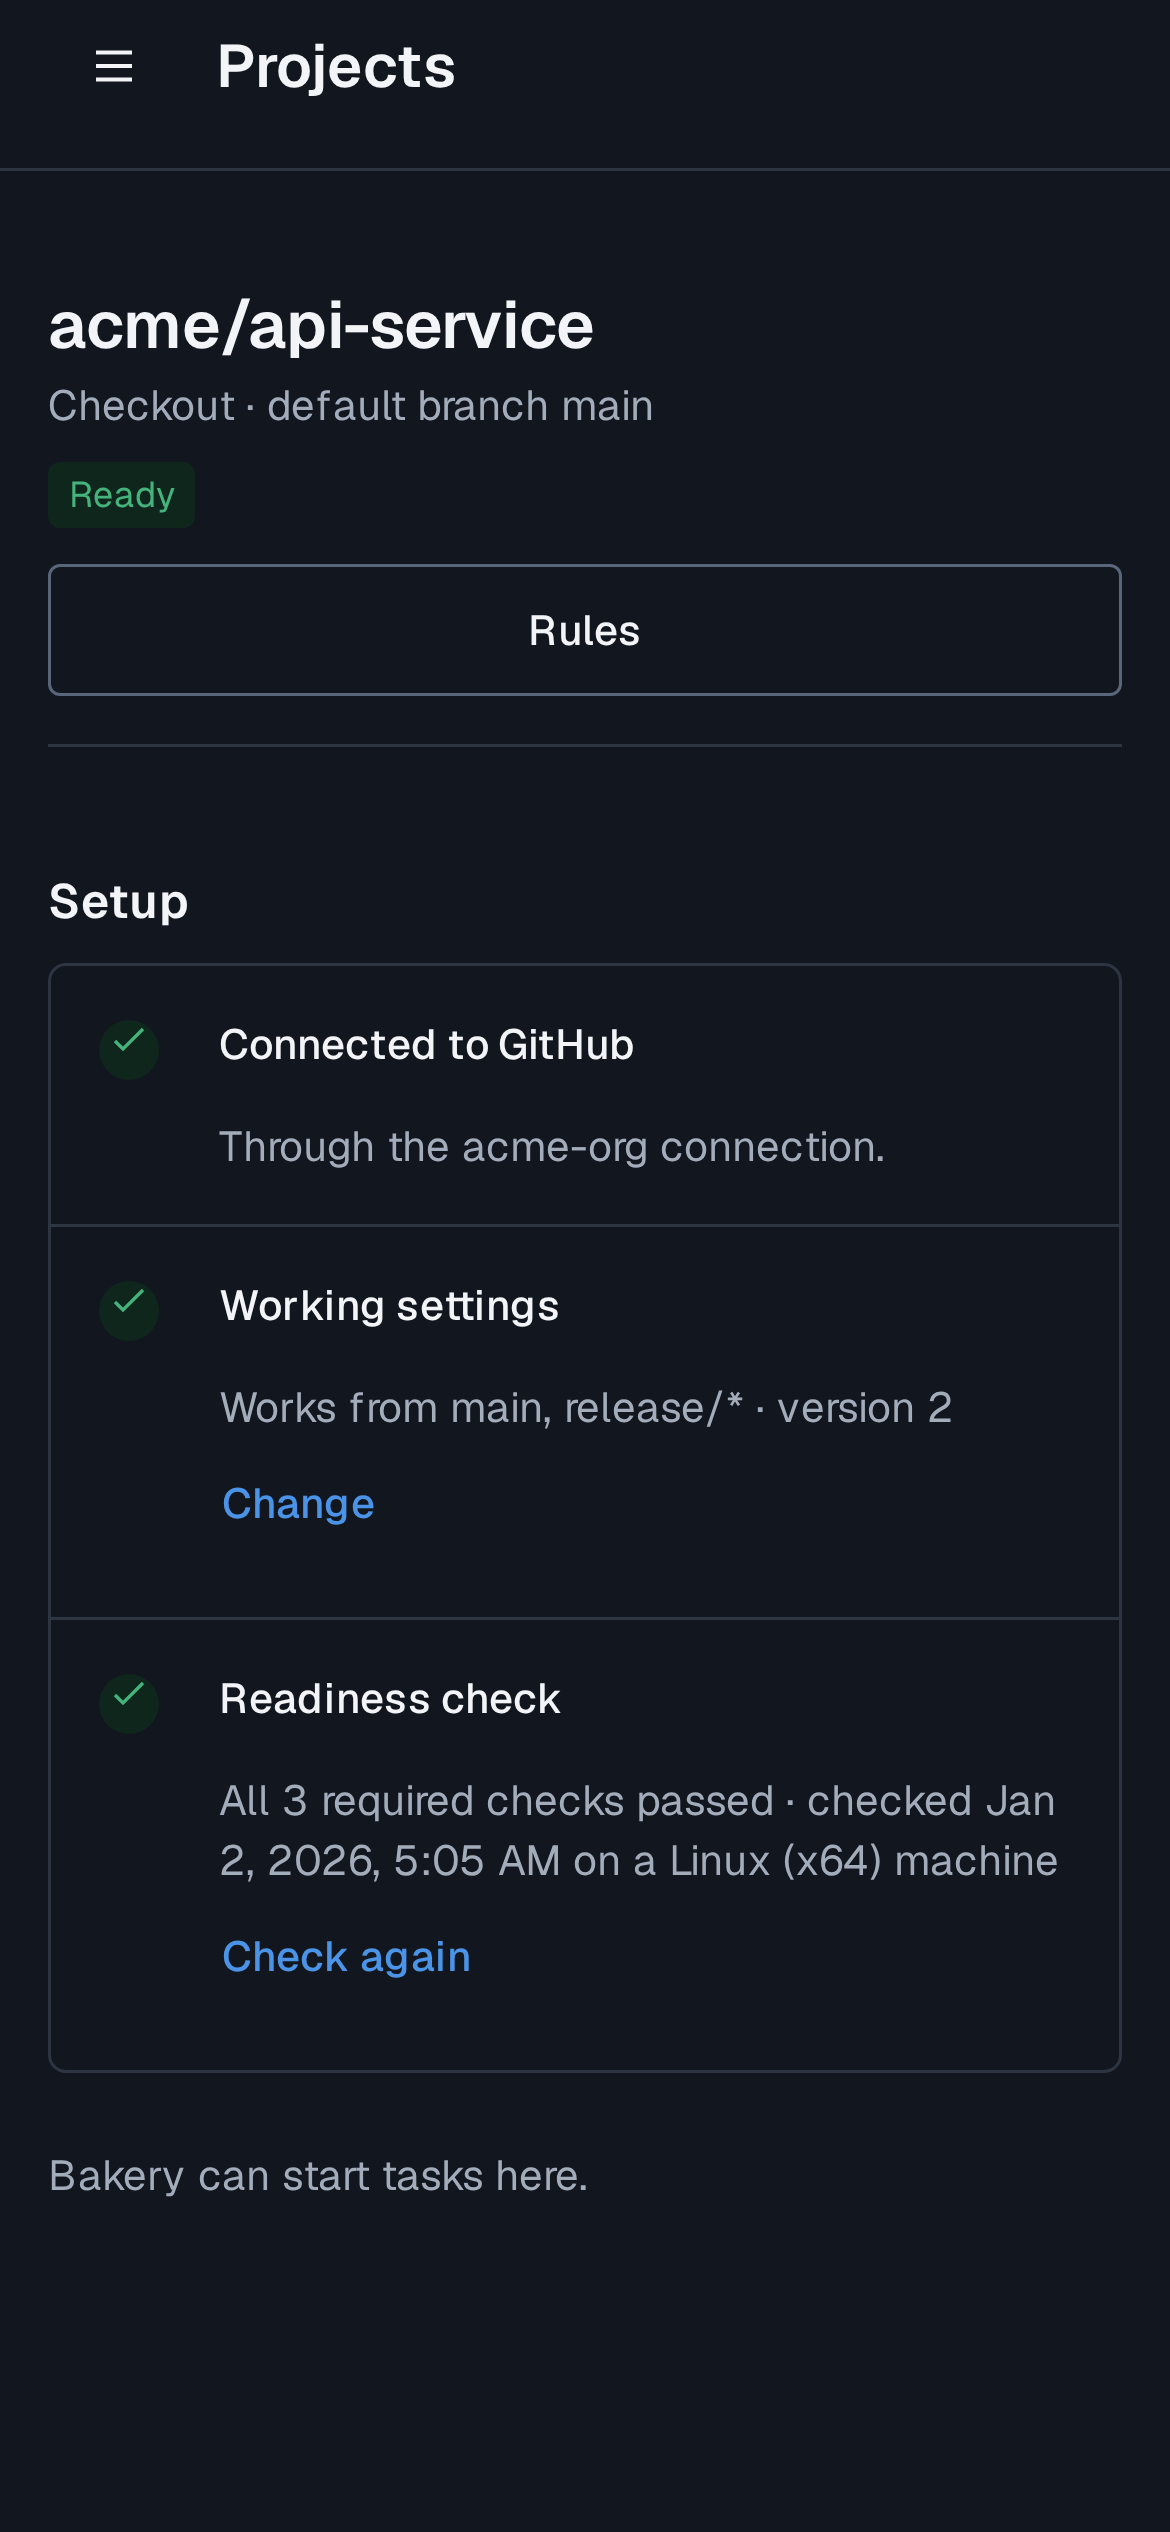 Projects
acme/api-service
Checkout · default branch main
Ready
Rules
Setup
Connected to GitHub
Through the acme-org connection.
Working settings
Works from main, release/* · version 2
Change
Readiness check
All 3 required checks passed · checked Jan
2, 2026, 5:05 AM on a Linux (x64) machine
Check again
Bakery can start tasks here.